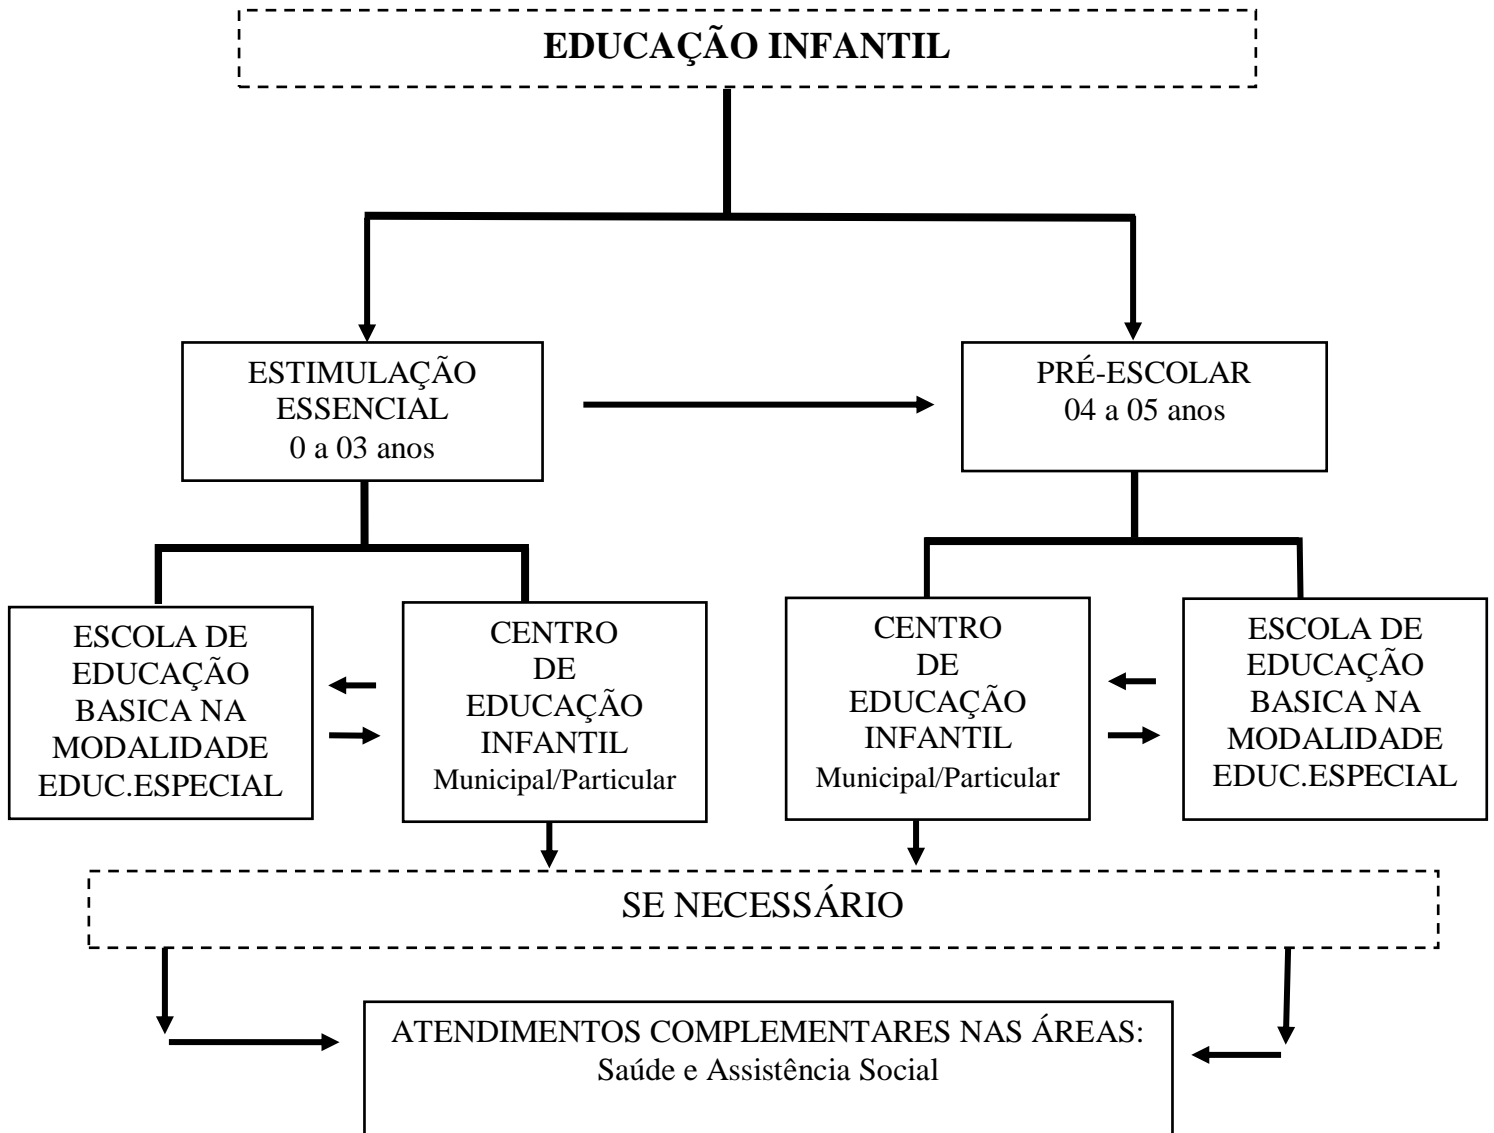 EDUCAÇÃO INFANTIL
ESTIMULAÇÃO
ESSENCIAL
0 a 03 anos
PRÉ-ESCOLAR
04 a 05 anos
ESCOLA DE
EDUCAÇÃO
BASICA NA
MODALIDADE
EDUC.ESPECIAL
CENTRO
DE
EDUCAÇÃO
INFANTIL
Municipal/Particular
CENTRO
DE
EDUCAÇÃO
INFANTIL
Municipal/Particular
ESCOLA DE
EDUCAÇÃO
BASICA NA
MODALIDADE
EDUC.ESPECIAL
SE NECESSÁRIO
ATENDIMENTOS COMPLEMENTARES NAS ÁREAS:
Saúde e Assistência Social